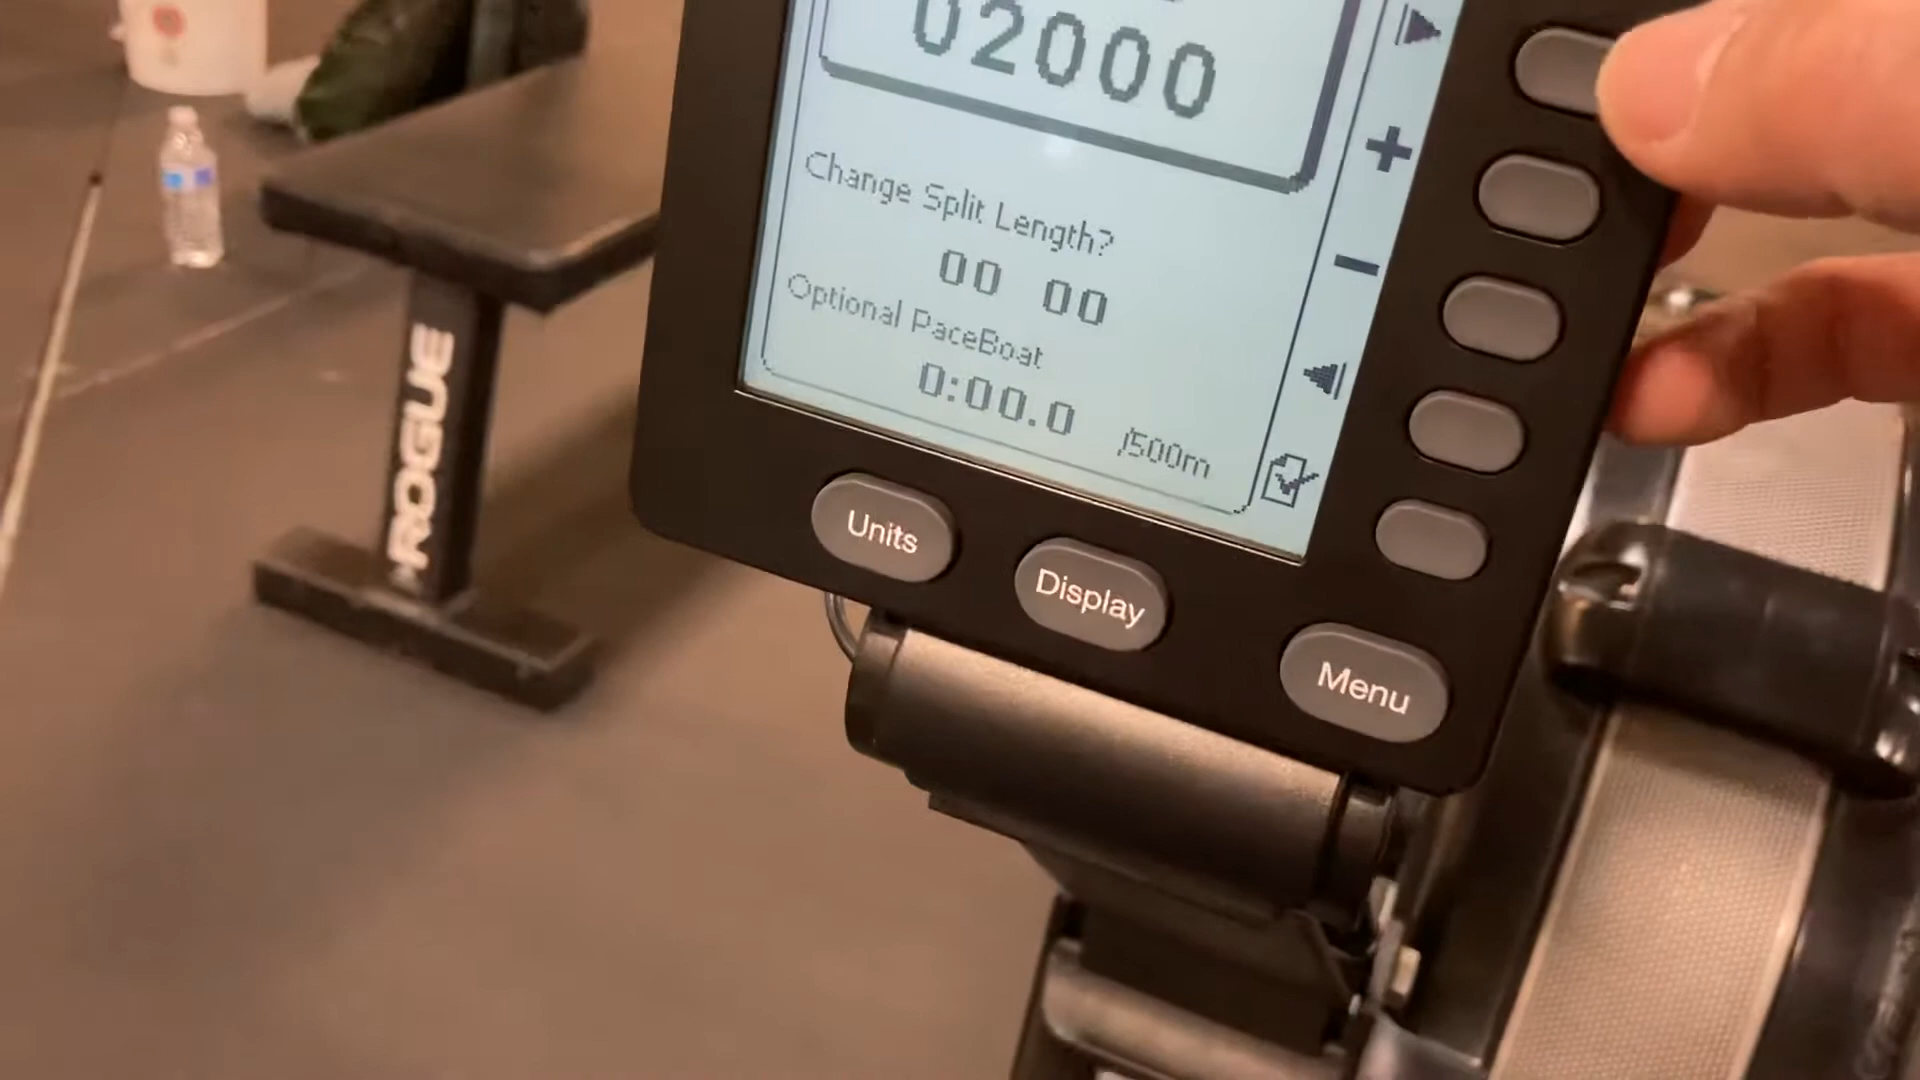 02000
Change Split Length?
00 00
Optional PaceBoat
0:00.0 /500m
Units
Display
Menu
ROGUE